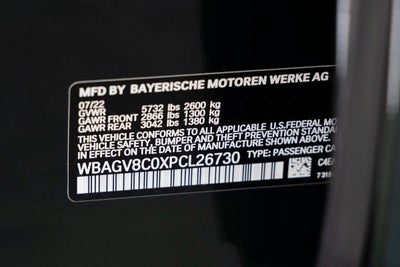 MFD BY BAYERISCHE MOTOREN WERKE AG
07/22
GVWR 5732 lbs 2600 kg
GAWR FRONT 2866 lbs 1300 kg
GAWR REAR 3042 lbs 1380 kg
THIS VEHICLE CONFORMS TO ALL APPLICABLE U.S.FEDERAL MO
VEHICLE SAFETY, BUMPER AND THEFT PREVENTION STANDAR
IN EFFECT ON THE DATE OF MANUFACTURE SHOWN ABOVE.
WBAGV8C0XPCL26730 TYPE: PASSENGER CA
C4EA